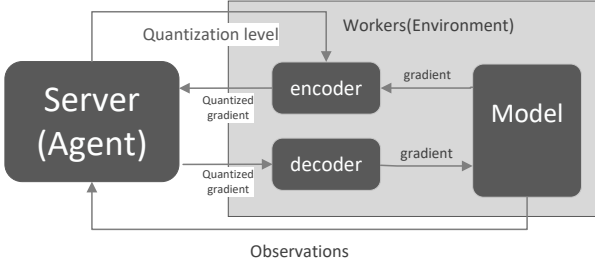 Quantization level
Workers(Environment)
Server
(Agent)
encoder
gradient
Quantized
gradient
Model
decoder
gradient
Quantized
gradient
Observations